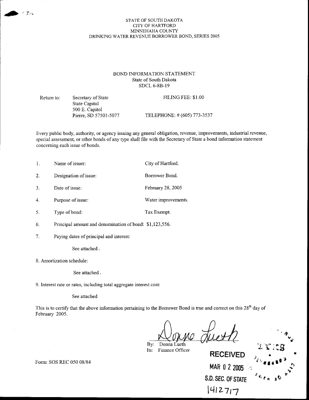 STATE OF SOUTH DAKOTA
CITY OF HARTFORD
MINNEHAHA COUNTY
DRINKING WATER REVENUE BORROWER BOND, SERIES 2005
BOND INFORMATION STATEMENT
State of South Dakota
SDCL 6-8B-19
Return to: Secretary of State FILING FEE: $1.00
State Capitol
500 E. Capitol
Pierre, SD 57501-5077 TELEPHONE: # (605) 773-3537
Every public body, authority, or agency issuing any general obligation, revenue, improvements, industrial revenue,
special assessment, or other bonds of any type shall file with the Secretary of State a bond information statement
concerning each issue of bonds.
1. Name of issuer: City of Hartford.
2. Designation of issue: Borrower Bond.
3. Date of issue: February 28, 2005
4. Purpose of issue: Water improvements
5. Type of bond: Tax Exempt.
6. Principal amount and denomination of bond: $1,123,556.
7. Paying dates of principal and interest:
See attached .
8. Amortization schedule:
See attached .
9. Interest rate or rates, including total aggregate interest cost:
See attached
This is to certify that the above information pertaining to the Borrower Bond is true and correct on this 28th day of
February 2005.
Donna Lueth
By: Donna Lueth
Its: Finance Officer
RECEIVED
MAR 02 2005
S.D. SEC. OF STATE
Form: SOS REC 050 08/84
1412717